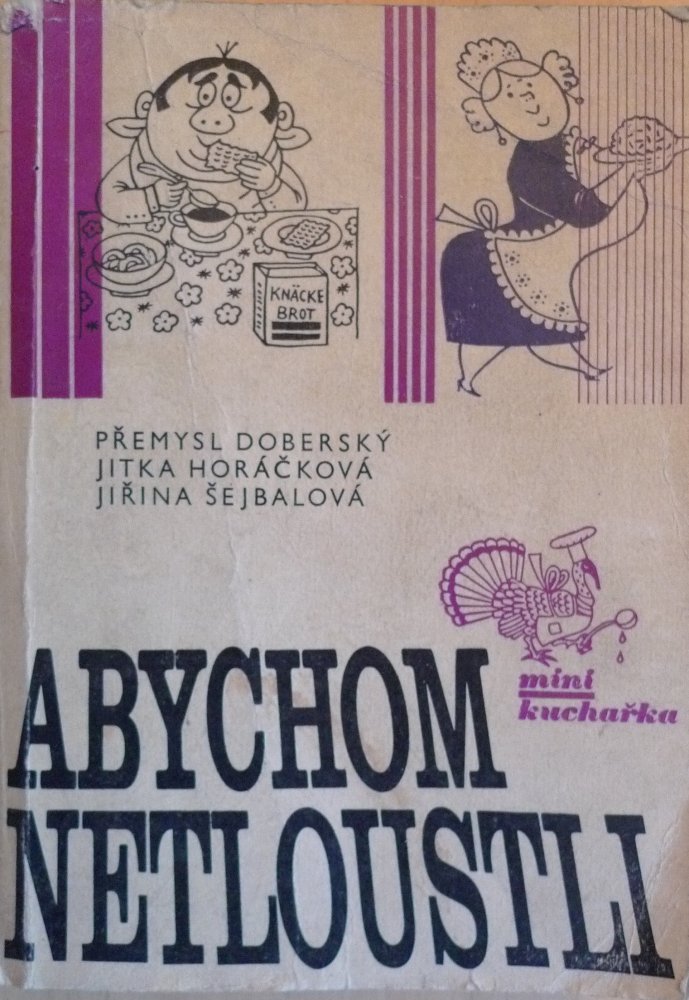 KNÄCKE
BROT
PŘEMYSL DOBERSKÝ
JITKA HORÁČKOVÁ
JIŘINA ŠEJBALOVÁ
mini
kuchařka
ABYCHOM
NETLOUSTLI